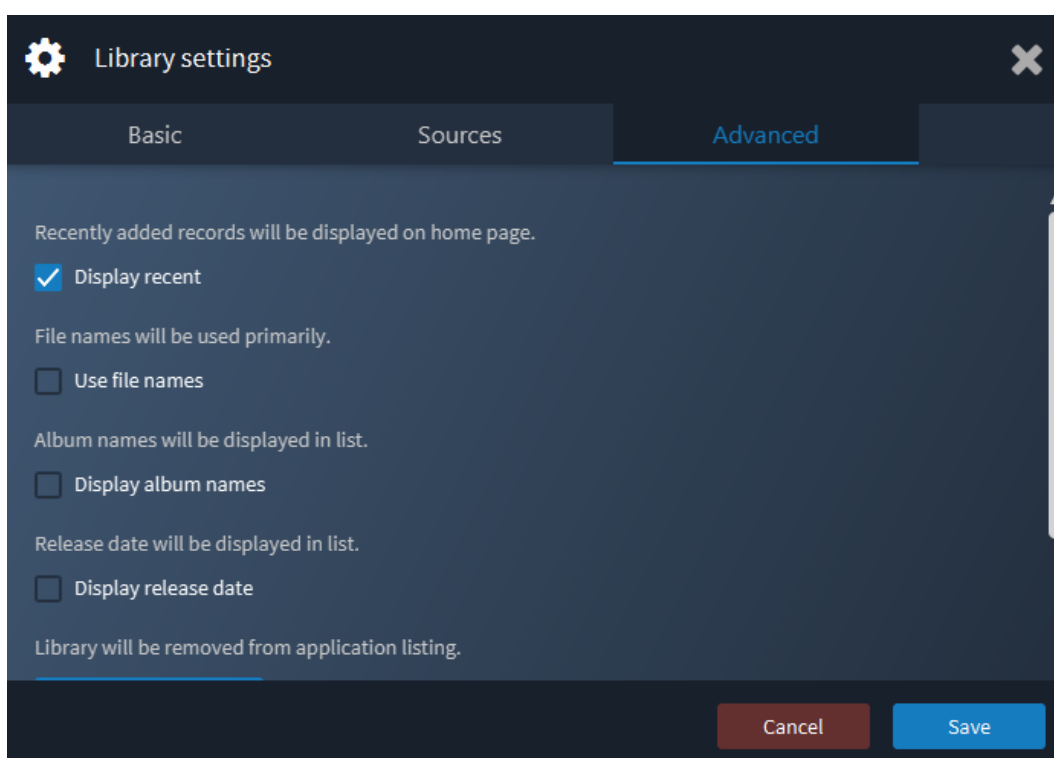 Library settings
Basic
Sources
Advanced
Recently added records will be displayed on home page.
Display recent
File names will be used primarily.
Use file names
Album names will be displayed in list.
Display album names
Release date will be displayed in list.
Display release date
Library will be removed from application listing.
Cancel
Save